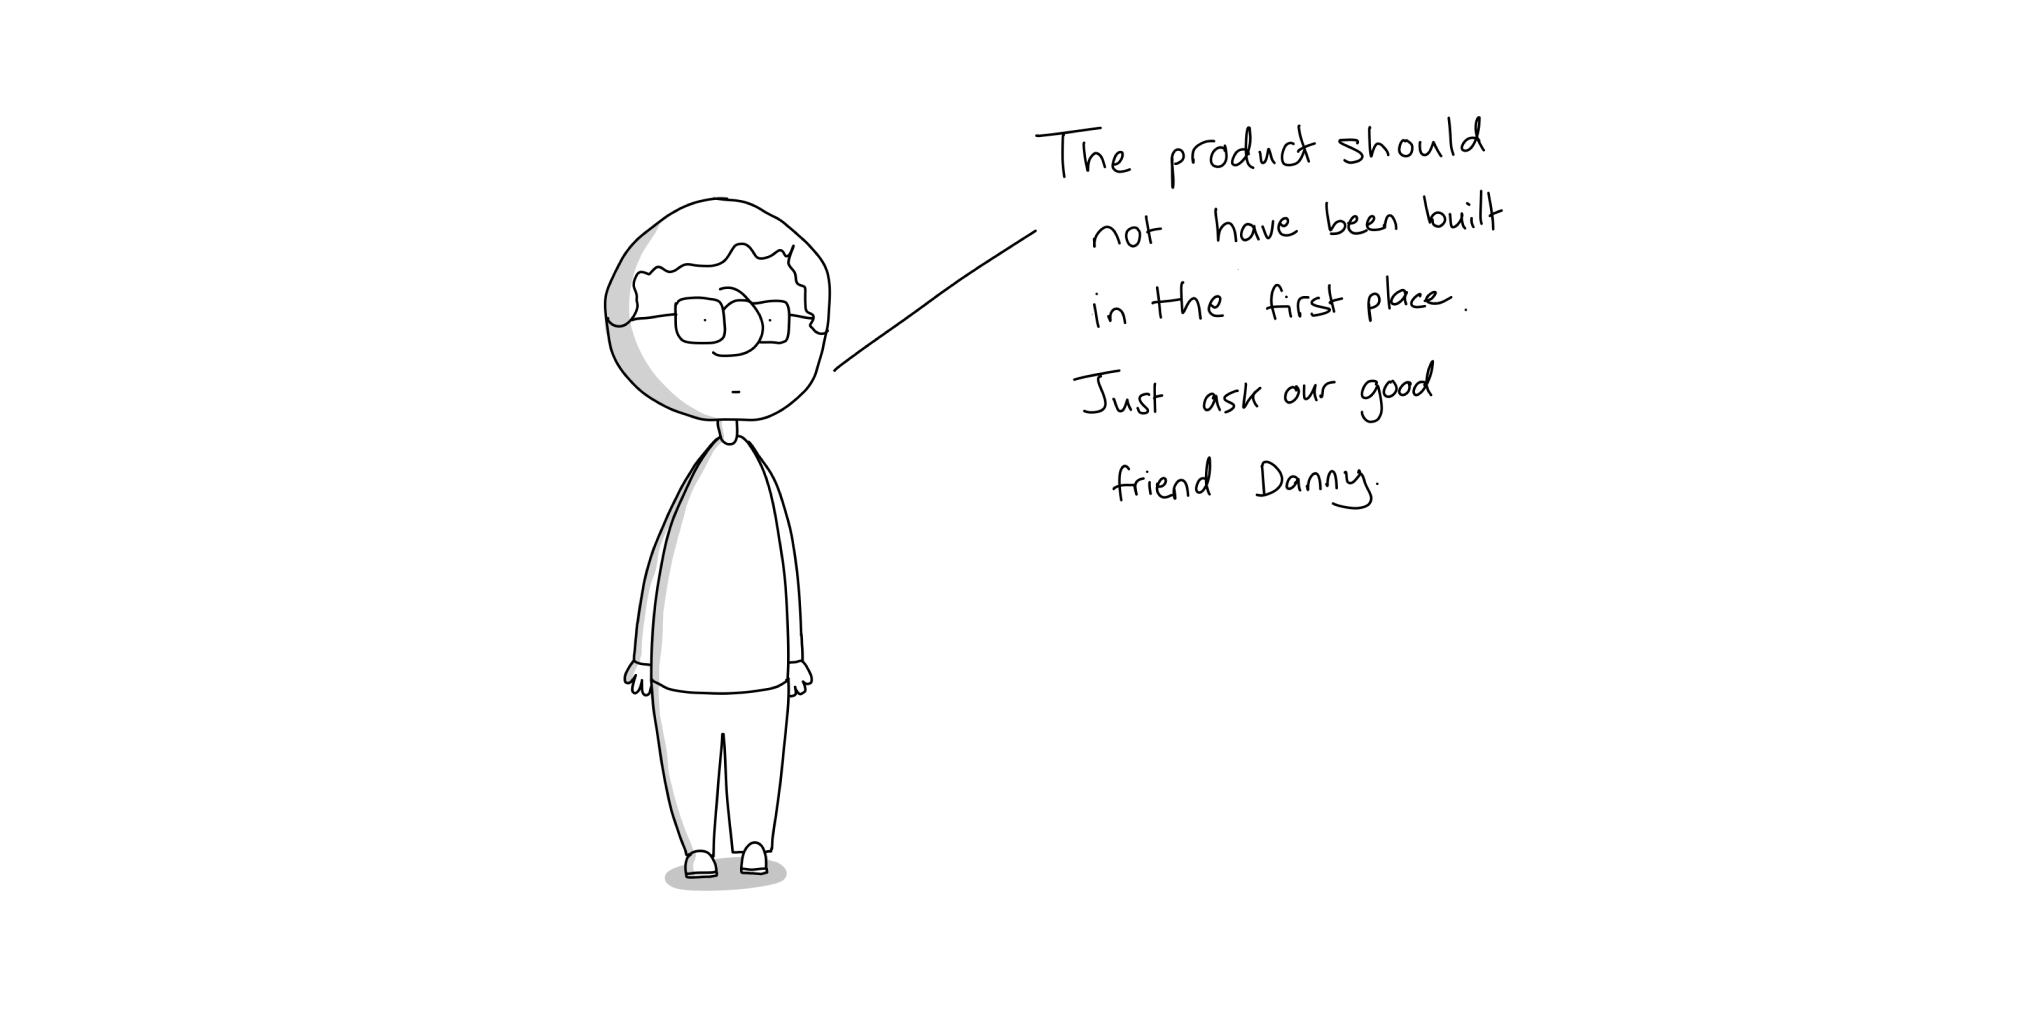 The product should
not have been built
in the first place.
Just ask our good
friend Danny.